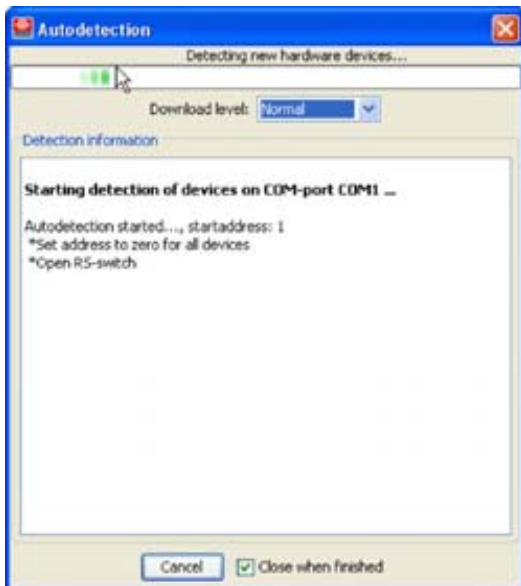 Autodetection
Detecting new hardware devices...
Download level: Normal
Detection information
Starting detection of devices on COM-port COM1 ...
Autodetection started..., startaddress: 1
*Set address to zero for all devices
*Open RS-switch
Cancel Close when finished